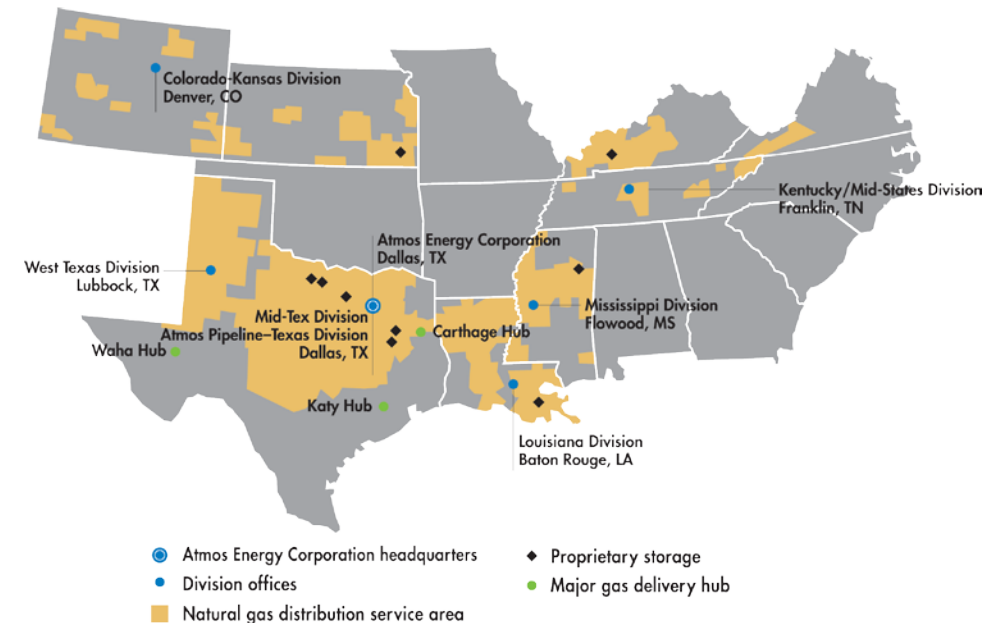 Colorado-Kansas Division
Denver, CO
Kentucky/Mid-States Division
Franklin, TN
Atmos Energy Corporation
Dallas, TX
West Texas Division
Lubbock, TX
Mid-Tex Division
Atmos Pipeline–Texas Division
Dallas, TX
Mississippi Division
Flowood, MS
Carthage Hub
Waha Hub
Katy Hub
Louisiana Division
Baton Rouge, LA
Atmos Energy Corporation headquarters
Division offices
Natural gas distribution service area
Proprietary storage
Major gas delivery hub